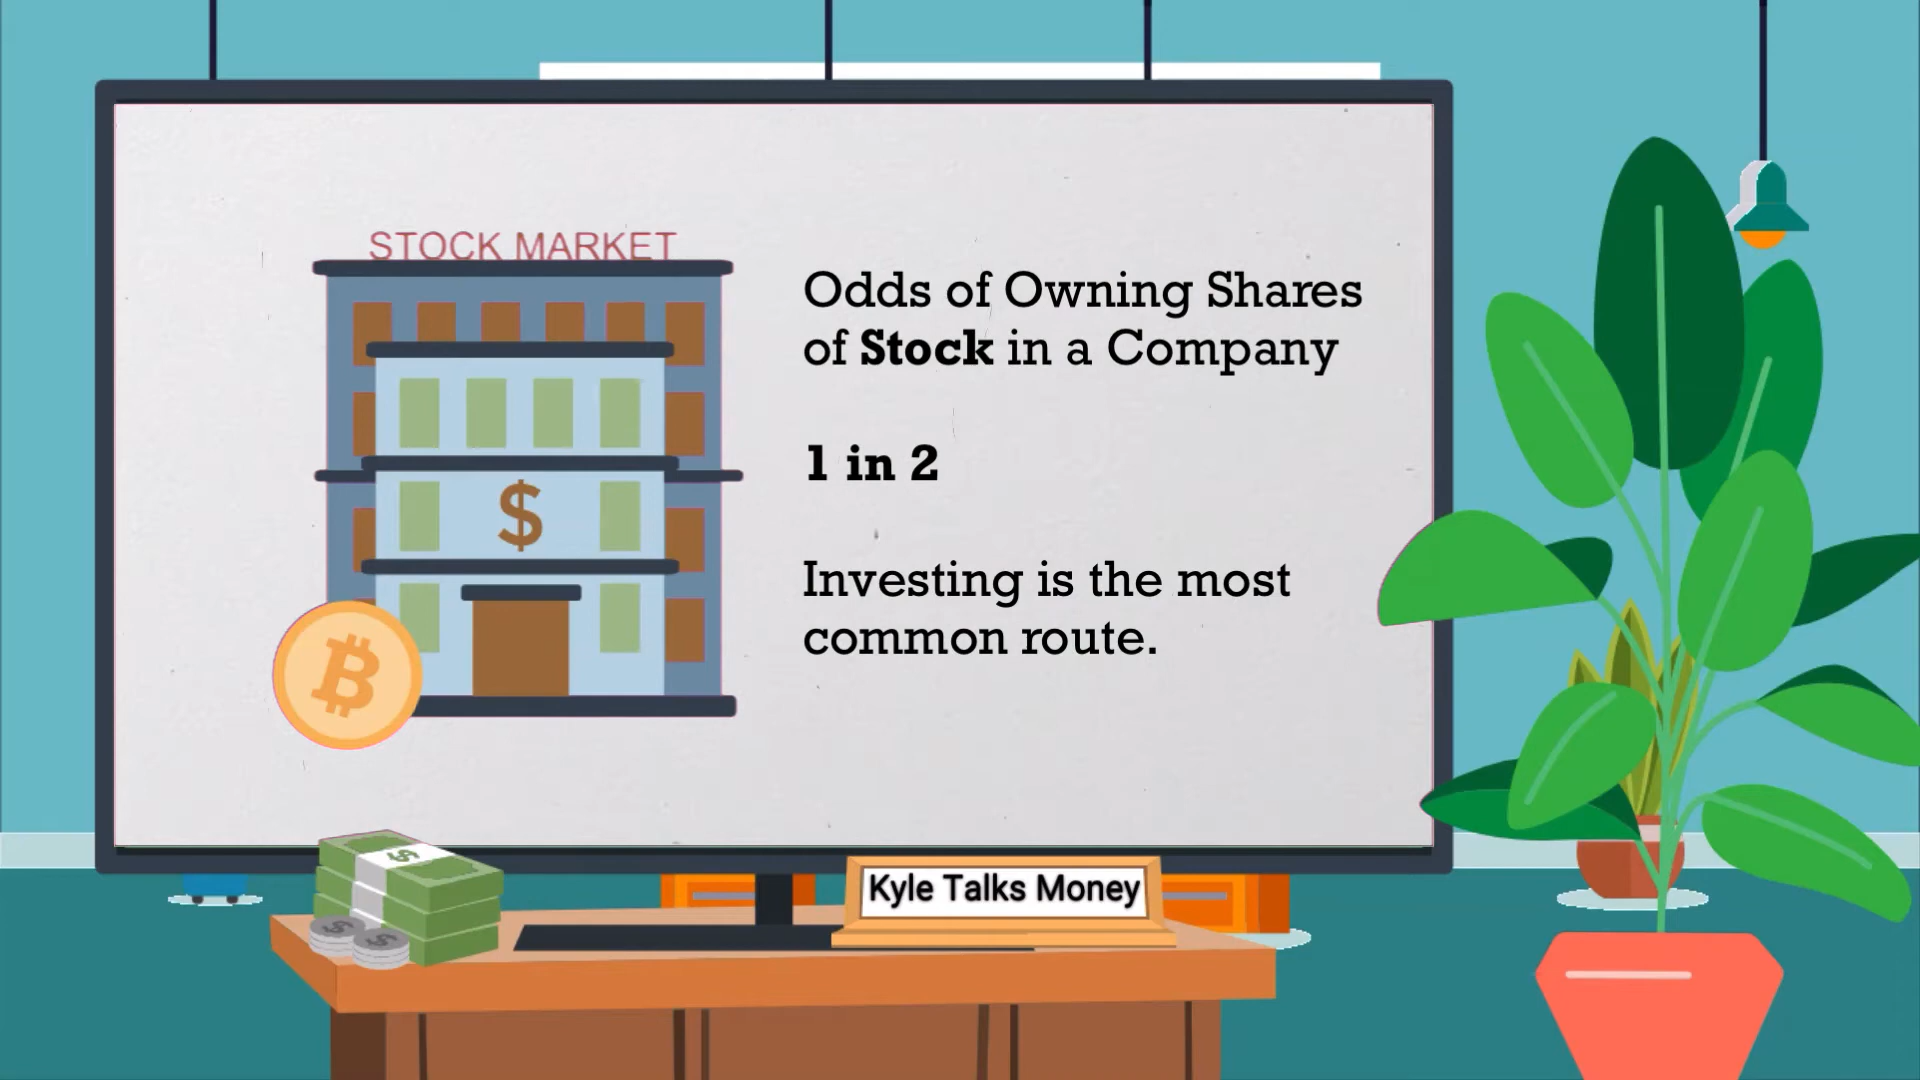 STOCK MARKET
Odds of Owning Shares
of Stock in a Company
1 in 2
Investing is the most
common route.
$
Kyle Talks Money